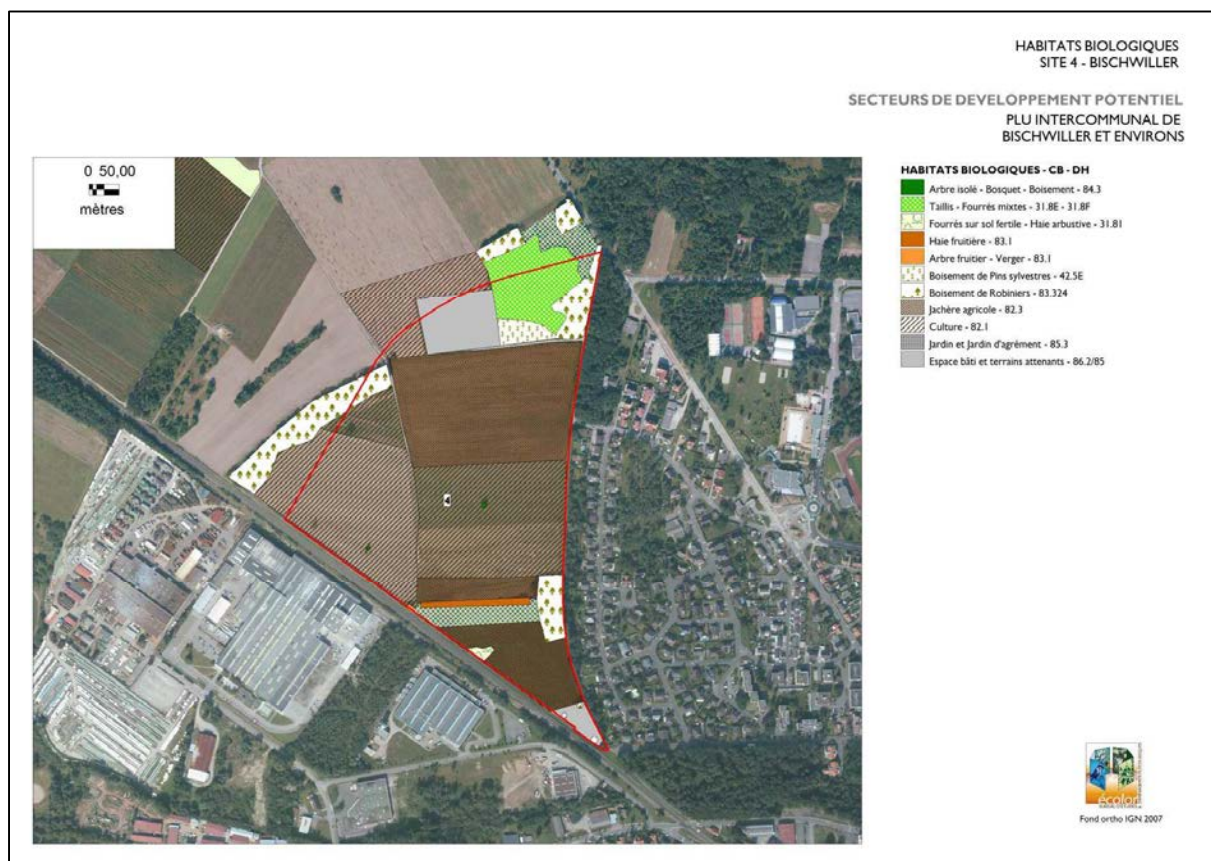 HABITATS BIOLOGIQUES
SITE 4 - BISCHWILLER
SECTEURS DE DEVELOPPEMENT POTENTIEL
PLU INTERCOMMUNAL DE
BISCHWILLER ET ENVIRONS
0 50,00
mètres
HABITATS BIOLOGIQUES - CB - DH
Arbre isolé - Bosquet - Boisement - 84.3
Taillis - Fourrés mixtes - 31.8E - 31.8F
Fourrés sur sol fertile - Haie arbustive - 31.81
Haie fruitière - 83.1
Arbre fruitier - Verger - 83.1
Boisement de Pins sylvestres - 42.5E
Boisement de Robiniers - 83.324
Jachère agricole - 82.3
Culture - 82.1
Jardin et Jardin d'agrément - 85.3
Espace bâti et terrains attenants - 86.2/85
4
écolor
Fond ortho IGN 2007